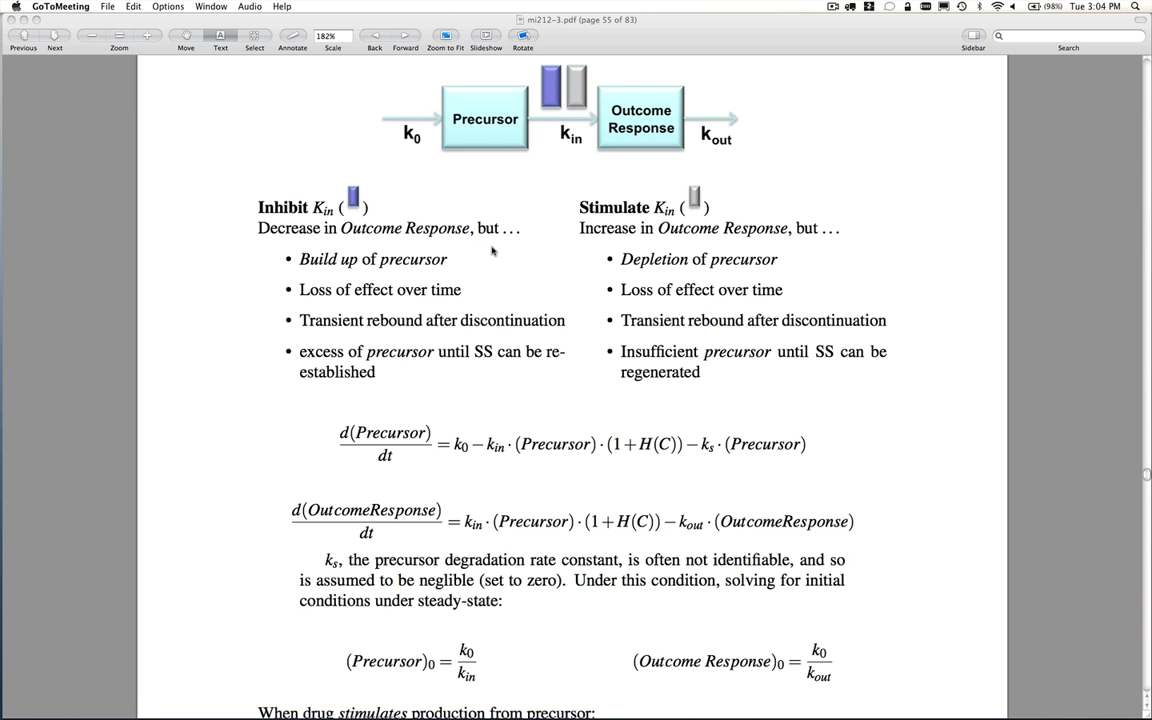 GoToMeeting File Edit Options Window Audio Help (98%) Tue 3:04 PM
mi212-3.pdf (page 55 of 83)
182%
Previous Next Zoom Move Text Select Annotate Scale Back Forward Zoom to Fit Slideshow Rotate Sidebar Search
Precursor
Outcome
Response
k0 kin kout
Inhibit Kin ( )
Decrease in Outcome Response, but ...
• Build up of precursor
• Loss of effect over time
• Transient rebound after discontinuation
• excess of precursor until SS can be re-
established
Stimulate Kin ( )
Increase in Outcome Response, but ...
• Depletion of precursor
• Loss of effect over time
• Transient rebound after discontinuation
• Insufficient precursor until SS can be
regenerated
d(Precursor)/dt = k0 − kin · (Precursor) · (1 + H(C)) − ks · (Precursor)
d(OutcomeResponse)/dt = kin · (Precursor) · (1 + H(C)) − kout · (OutcomeResponse)
ks, the precursor degradation rate constant, is often not identifiable, and so
is assumed to be neglible (set to zero). Under this condition, solving for initial
conditions under steady-state:
(Precursor)0 = k0/kin
(Outcome Response)0 = k0/kout
When drug stimulates production from precursor: